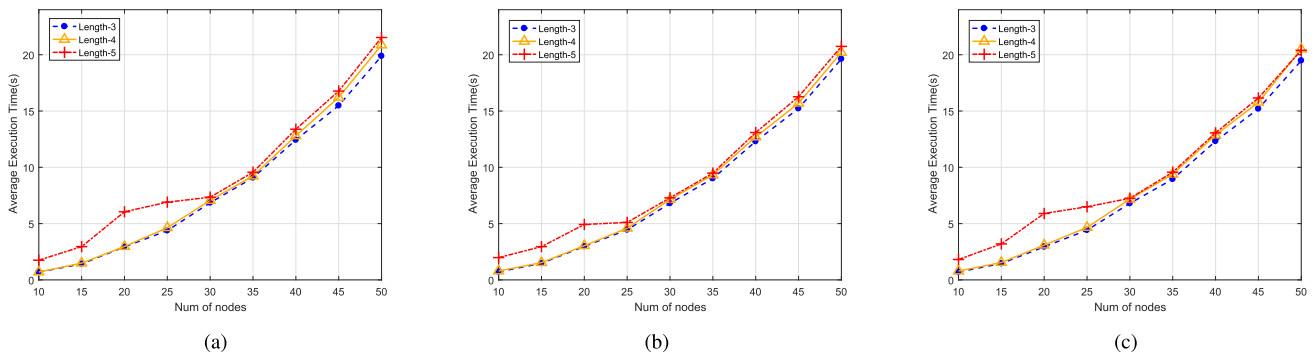 Length-3
Length-4
Length-5
Average Execution Time(s)
20
15
10
5
0
10 15 20 25 30 35 40 45 50
Num of nodes
(a)
Length-3
Length-4
Length-5
Average Execution Time(s)
20
15
10
5
0
10 15 20 25 30 35 40 45 50
Num of nodes
(b)
Length-3
Length-4
Length-5
Average Execution Time(s)
20
15
10
5
0
10 15 20 25 30 35 40 45 50
Num of nodes
(c)